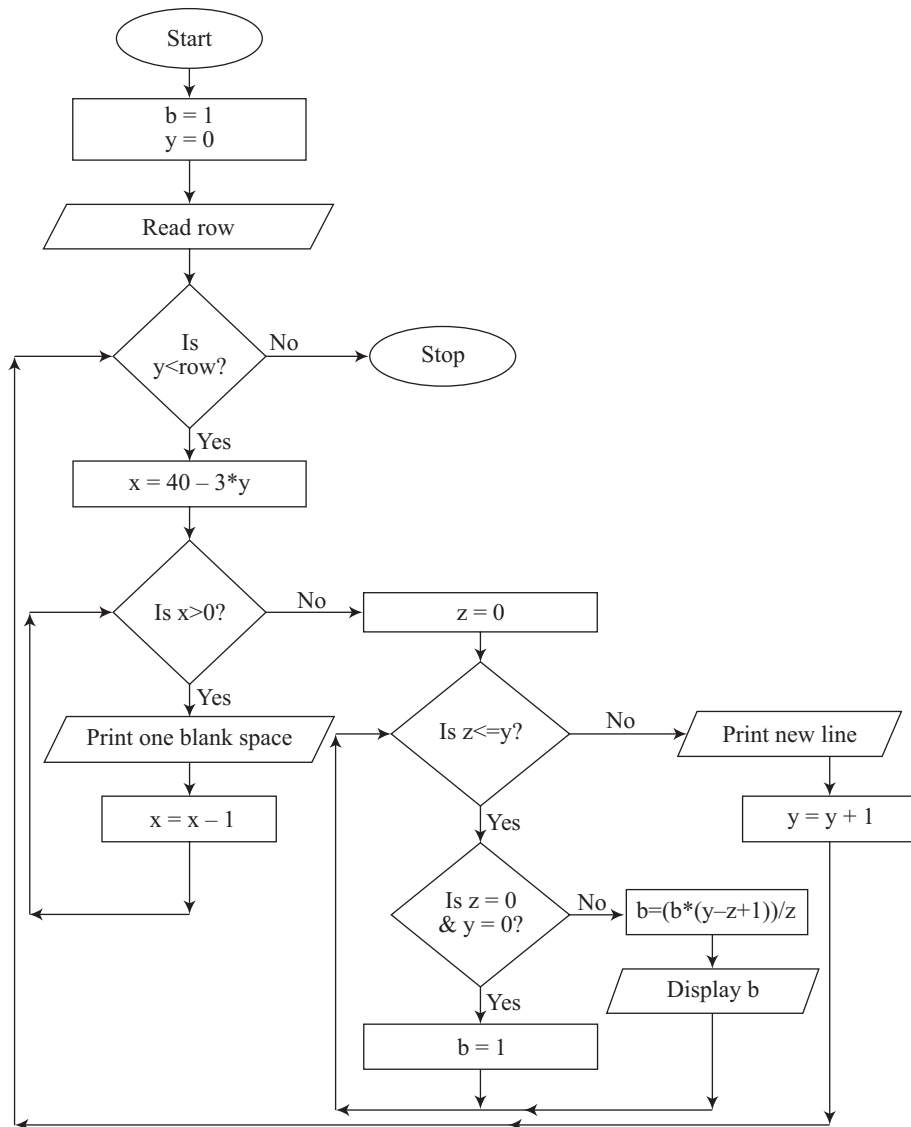 Start
b = 1
y = 0
Read row
Is
y<row?
No
Stop
Yes
x = 40 – 3*y
Is x>0?
No
z = 0
Yes
Print one blank space
x = x – 1
Is z<=y?
No
Print new line
y = y + 1
Yes
Is z = 0
& y = 0?
No
b=(b*(y–z+1))/z
Display b
Yes
b = 1